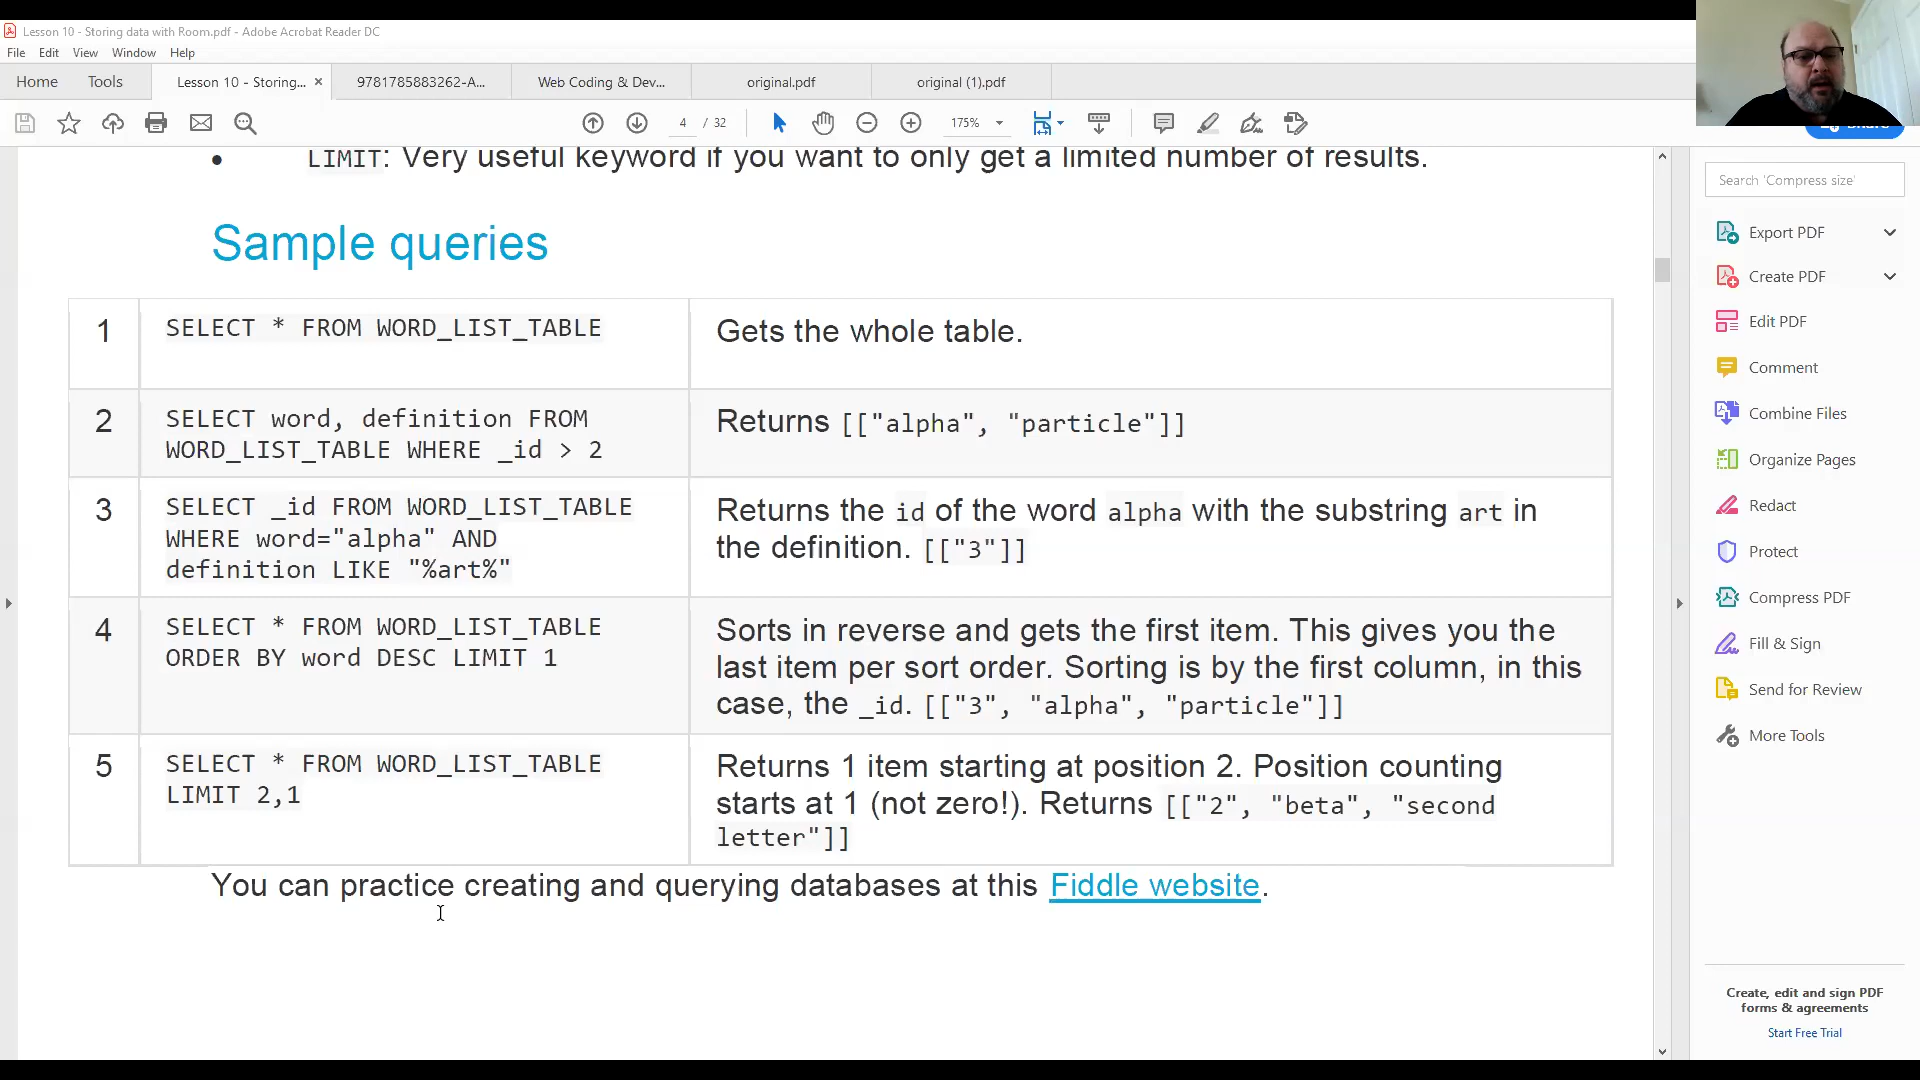 Lesson 10 - Storing data with Room.pdf - Adobe Acrobat Reader DC
File Edit View Window Help
Home Tools Lesson 10 - Storing... × 9781785883262-A... Web Coding & Dev... original.pdf original (1).pdf
4 / 32 175%
Share
• LIMIT: Very useful keyword if you want to only get a limited number of results.
Sample queries
1 SELECT * FROM WORD_LIST_TABLE Gets the whole table.
2 SELECT word, definition FROM
WORD_LIST_TABLE WHERE _id > 2
Returns [["alpha", "particle"]]
3 SELECT _id FROM WORD_LIST_TABLE
WHERE word="alpha" AND
definition LIKE "%art%"
Returns the id of the word alpha with the substring art in
the definition. [["3"]]
4 SELECT * FROM WORD_LIST_TABLE
ORDER BY word DESC LIMIT 1
Sorts in reverse and gets the first item. This gives you the
last item per sort order. Sorting is by the first column, in this
case, the _id. [["3", "alpha", "particle"]]
5 SELECT * FROM WORD_LIST_TABLE
LIMIT 2,1
Returns 1 item starting at position 2. Position counting
starts at 1 (not zero!). Returns [["2", "beta", "second
letter"]]
You can practice creating and querying databases at this Fiddle website.
Search 'Compress size'
Export PDF
Create PDF
Edit PDF
Comment
Combine Files
Organize Pages
Redact
Protect
Compress PDF
Fill & Sign
Send for Review
More Tools
Create, edit and sign PDF
forms & agreements
Start Free Trial